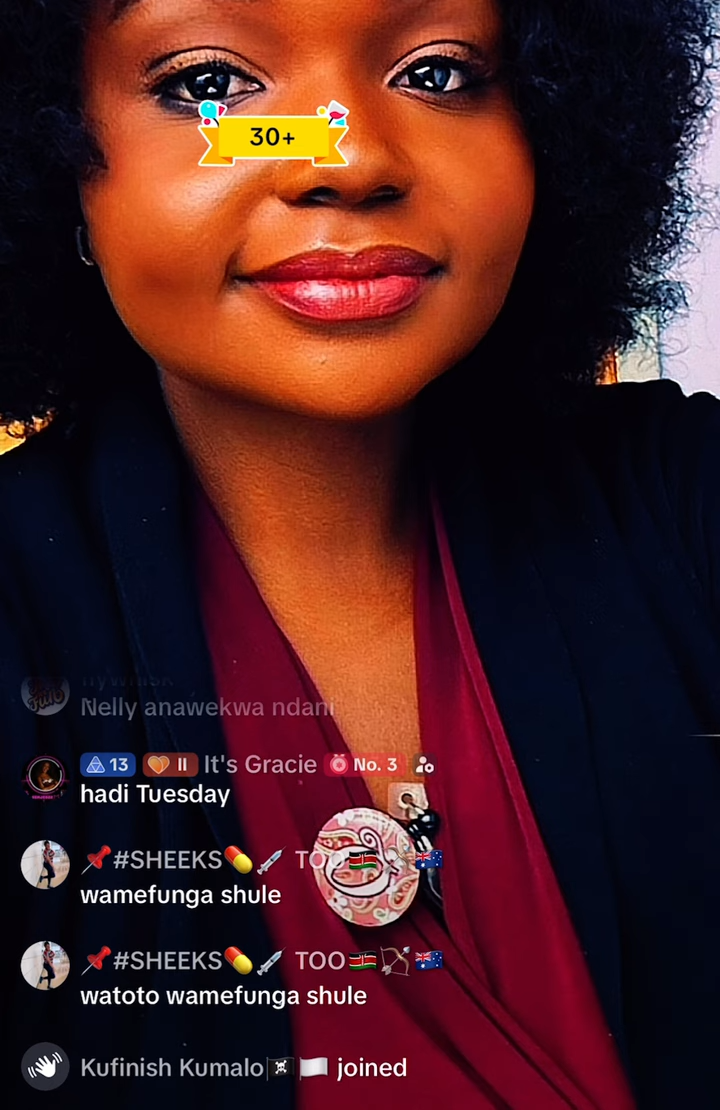 30+
Nelly anawekwa ndani
13 II It's Gracie No. 3
hadi Tuesday
📌#SHEEKS💊💉 TOO🇰🇪🏹🇦🇺
wamefunga shule
📌#SHEEKS💊💉 TOO🇰🇪🏹🇦🇺
watoto wamefunga shule
Kufinish Kumalo🏴‍☠️🏳️ joined